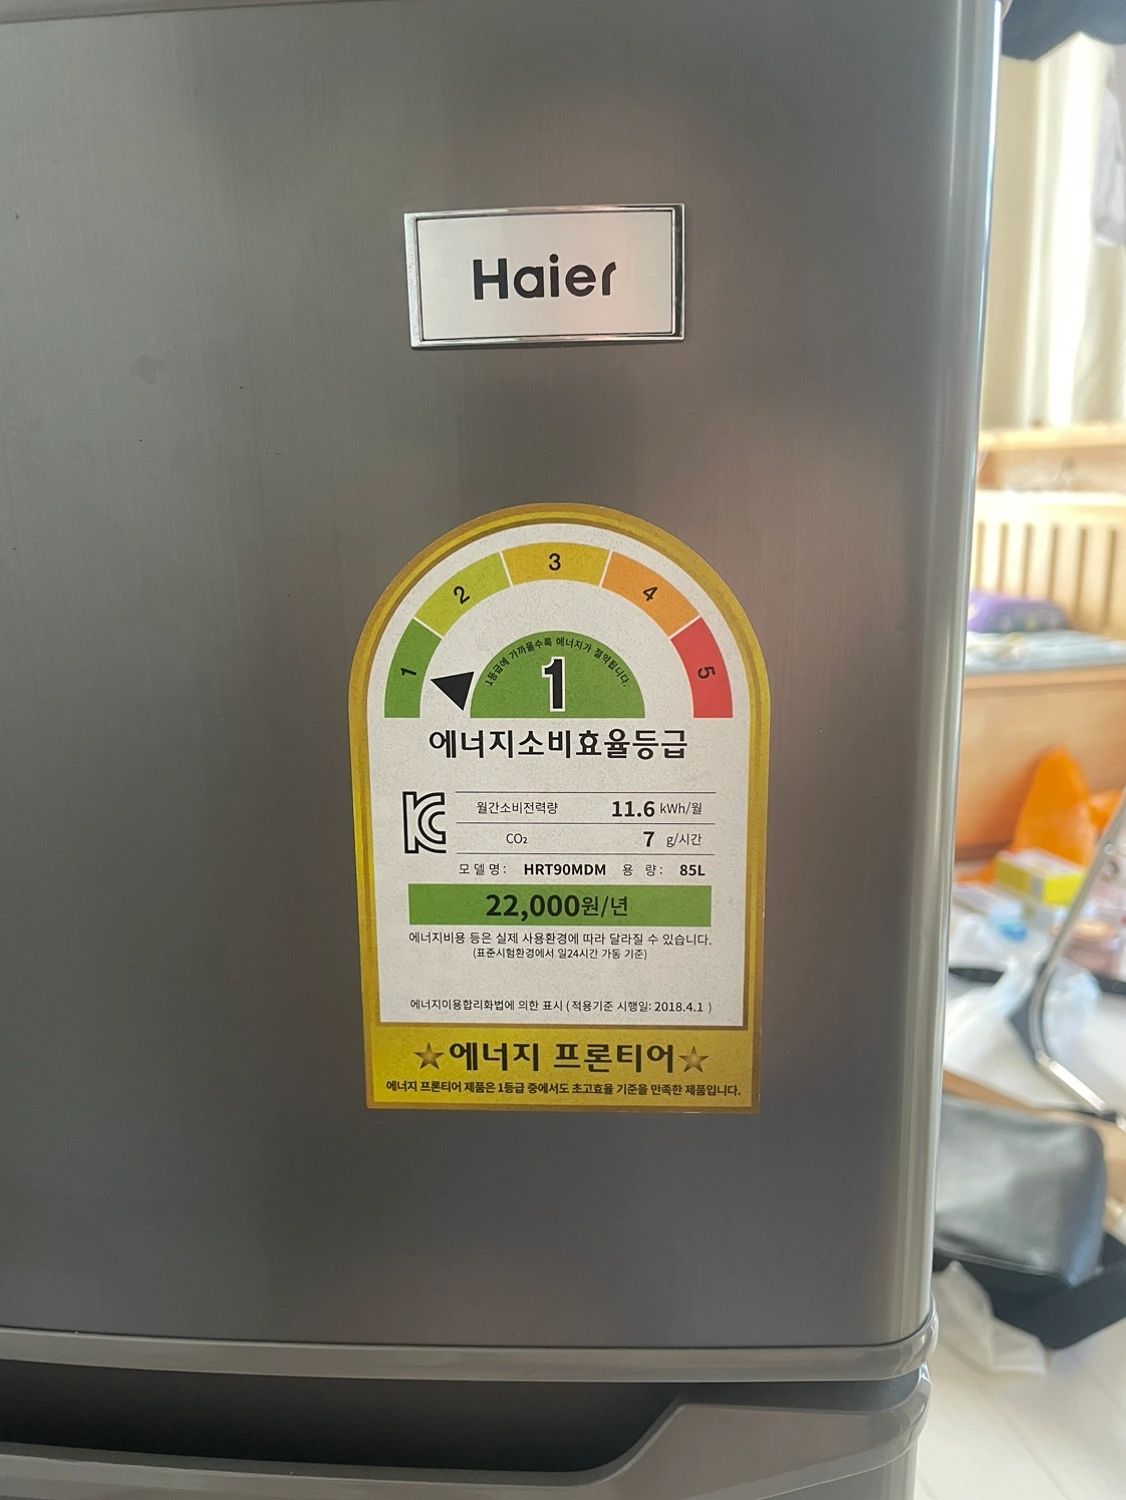 Haier
1 2 3 4 5
1등급에 가까울수록 에너지가 절약됩니다.
1
에너지소비효율등급
월간소비전력량 11.6 kWh/월
CO₂ 7 g/시간
모델명: HRT90MDM 용 량: 85L
22,000원/년
에너지비용 등은 실제 사용환경에 따라 달라질 수 있습니다.
(표준시험환경에서 일24시간 가동 기준)
에너지이용합리화법에 의한 표시 (적용기준 시행일: 2018.4.1 )
에너지 프론티어
에너지 프론티어 제품은 1등급 중에서도 초고효율 기준을 만족한 제품입니다.